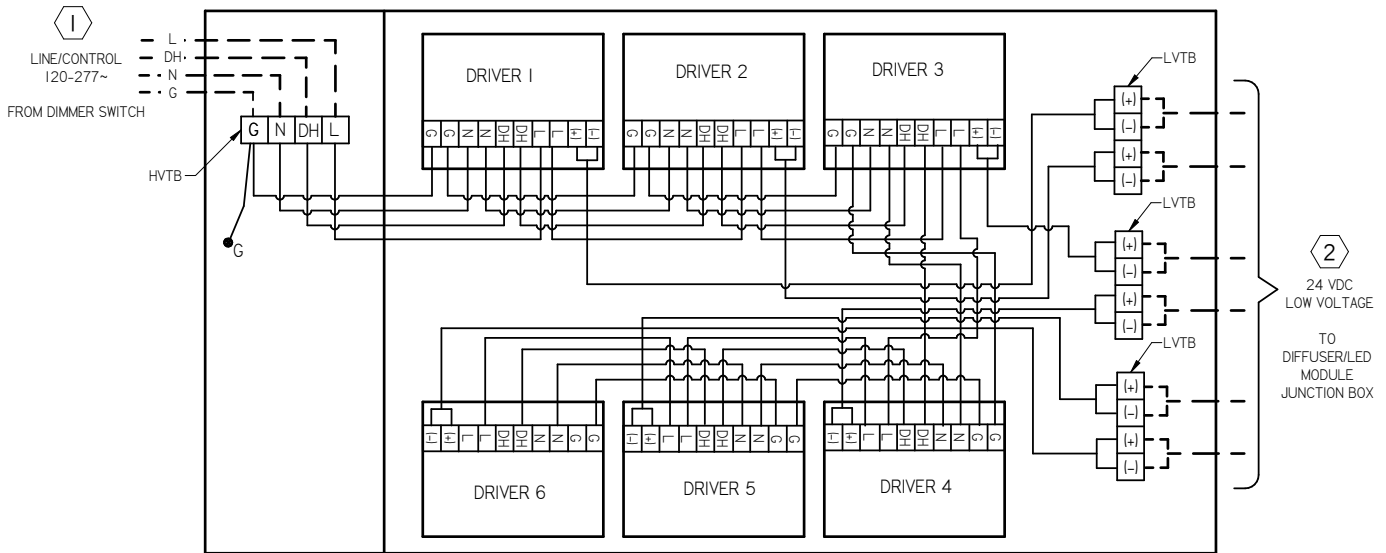 1
LINE/CONTROL
120-277~
FROM DIMMER SWITCH
L
DH
N
G
G N DH L
HVTB
G
DRIVER 1
G G N N DH DH L L (+) (-)
DRIVER 2
G G N N DH DH L L (+) (-)
DRIVER 3
G G N N DH DH L L (+) (-)
LVTB
(+)
(-)
(+)
(-)
LVTB
(+)
(-)
(+)
(-)
LVTB
(+)
(-)
(+)
(-)
2
24 VDC
LOW VOLTAGE
TO
DIFFUSER/LED
MODULE
JUNCTION BOX
(-) (+) L L DH DH N N G G
DRIVER 6
(-) (+) L L DH DH N N G G
DRIVER 5
(-) (+) L L DH DH N N G G
DRIVER 4